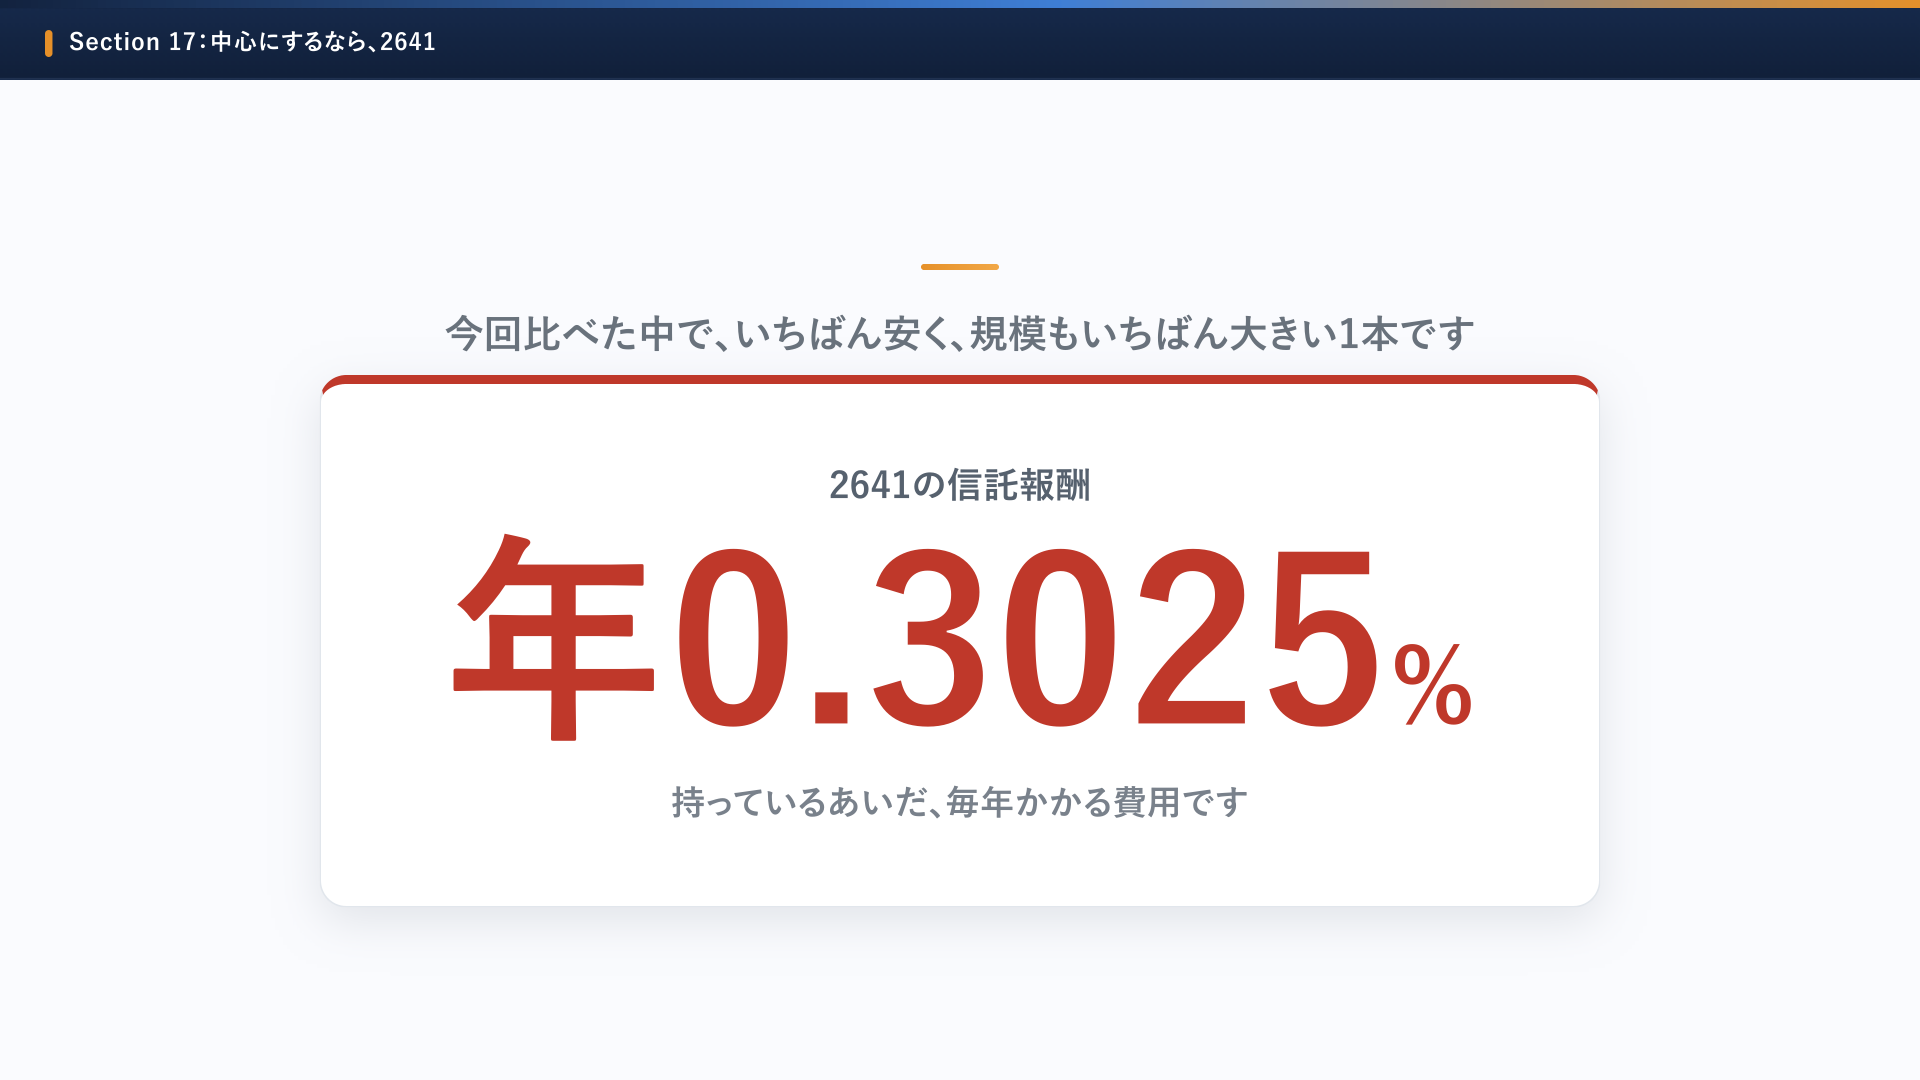 Section 17：中心にするなら、2641
今回比べた中で、いちばん安く、規模もいちばん大きい1本です
2641の信託報酬
年0.3025%
持っているあいだ、毎年かかる費用です